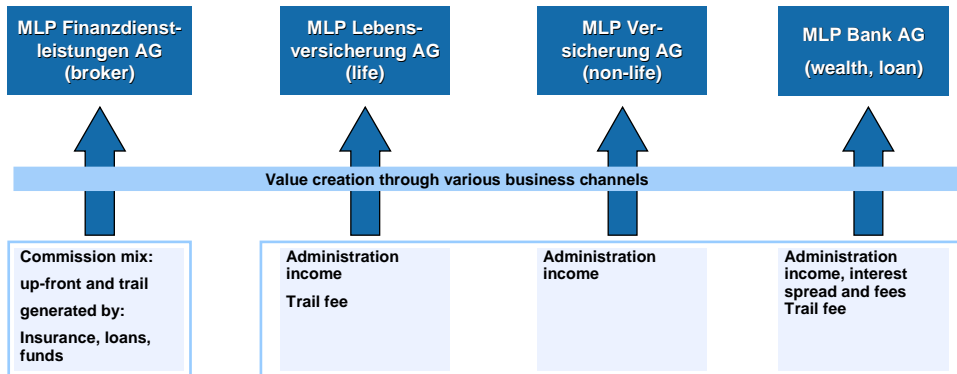 MLP Finanzdienst-
leistungen AG
(broker)
MLP Lebens-
versicherung AG
(life)
MLP Ver-
sicherung AG
(non-life)
MLP Bank AG
(wealth, loan)
Value creation through various business channels
Commission mix:
up-front and trail
generated by:
Insurance, loans,
funds
Administration
income
Trail fee
Administration
income
Administration
income, interest
spread and fees
Trail fee